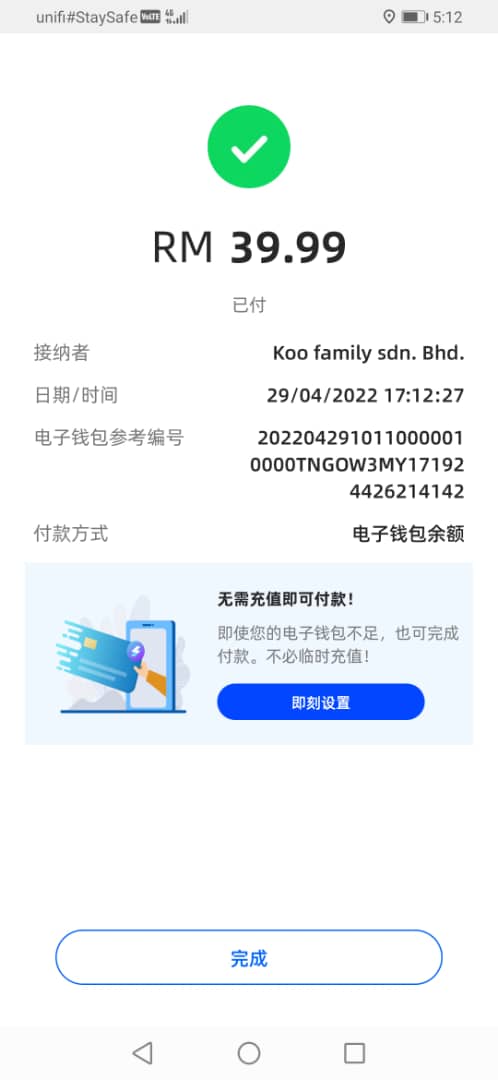 unifi#StaySafe VoLTE 4G 5:12
RM 39.99
已付
接纳者 Koo family sdn. Bhd.
日期/时间 29/04/2022 17:12:27
电子钱包参考编号 202204291011000001
0000TNGOW3MY17192
4426214142
付款方式 电子钱包余额
无需充值即可付款!
即使您的电子钱包不足，也可完成
付款。不必临时充值!
即刻设置
完成